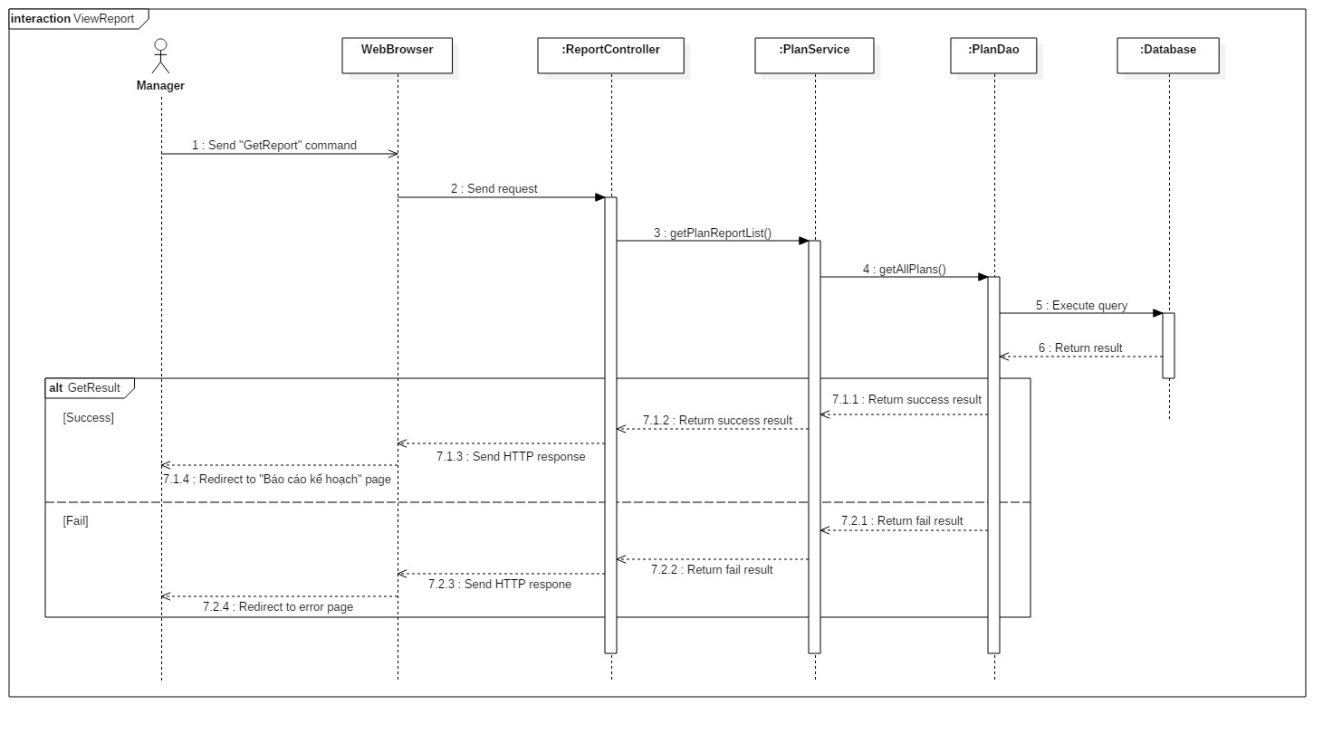 interaction ViewReport
WebBrowser
:ReportController
:PlanService
:PlanDao
:Database
Manager
1 : Send "GetReport" command
2 : Send request
3 : getPlanReportList()
4 : getAllPlans()
5 : Execute query
6 : Return result
alt GetResult
[Success]
7.1.1 : Return success result
7.1.2 : Return success result
7.1.3 : Send HTTP response
7.1.4 : Redirect to "Báo cáo kế hoạch" page
[Fail]
7.2.1 : Return fail result
7.2.2 : Return fail result
7.2.3 : Send HTTP respone
7.2.4 : Redirect to error page